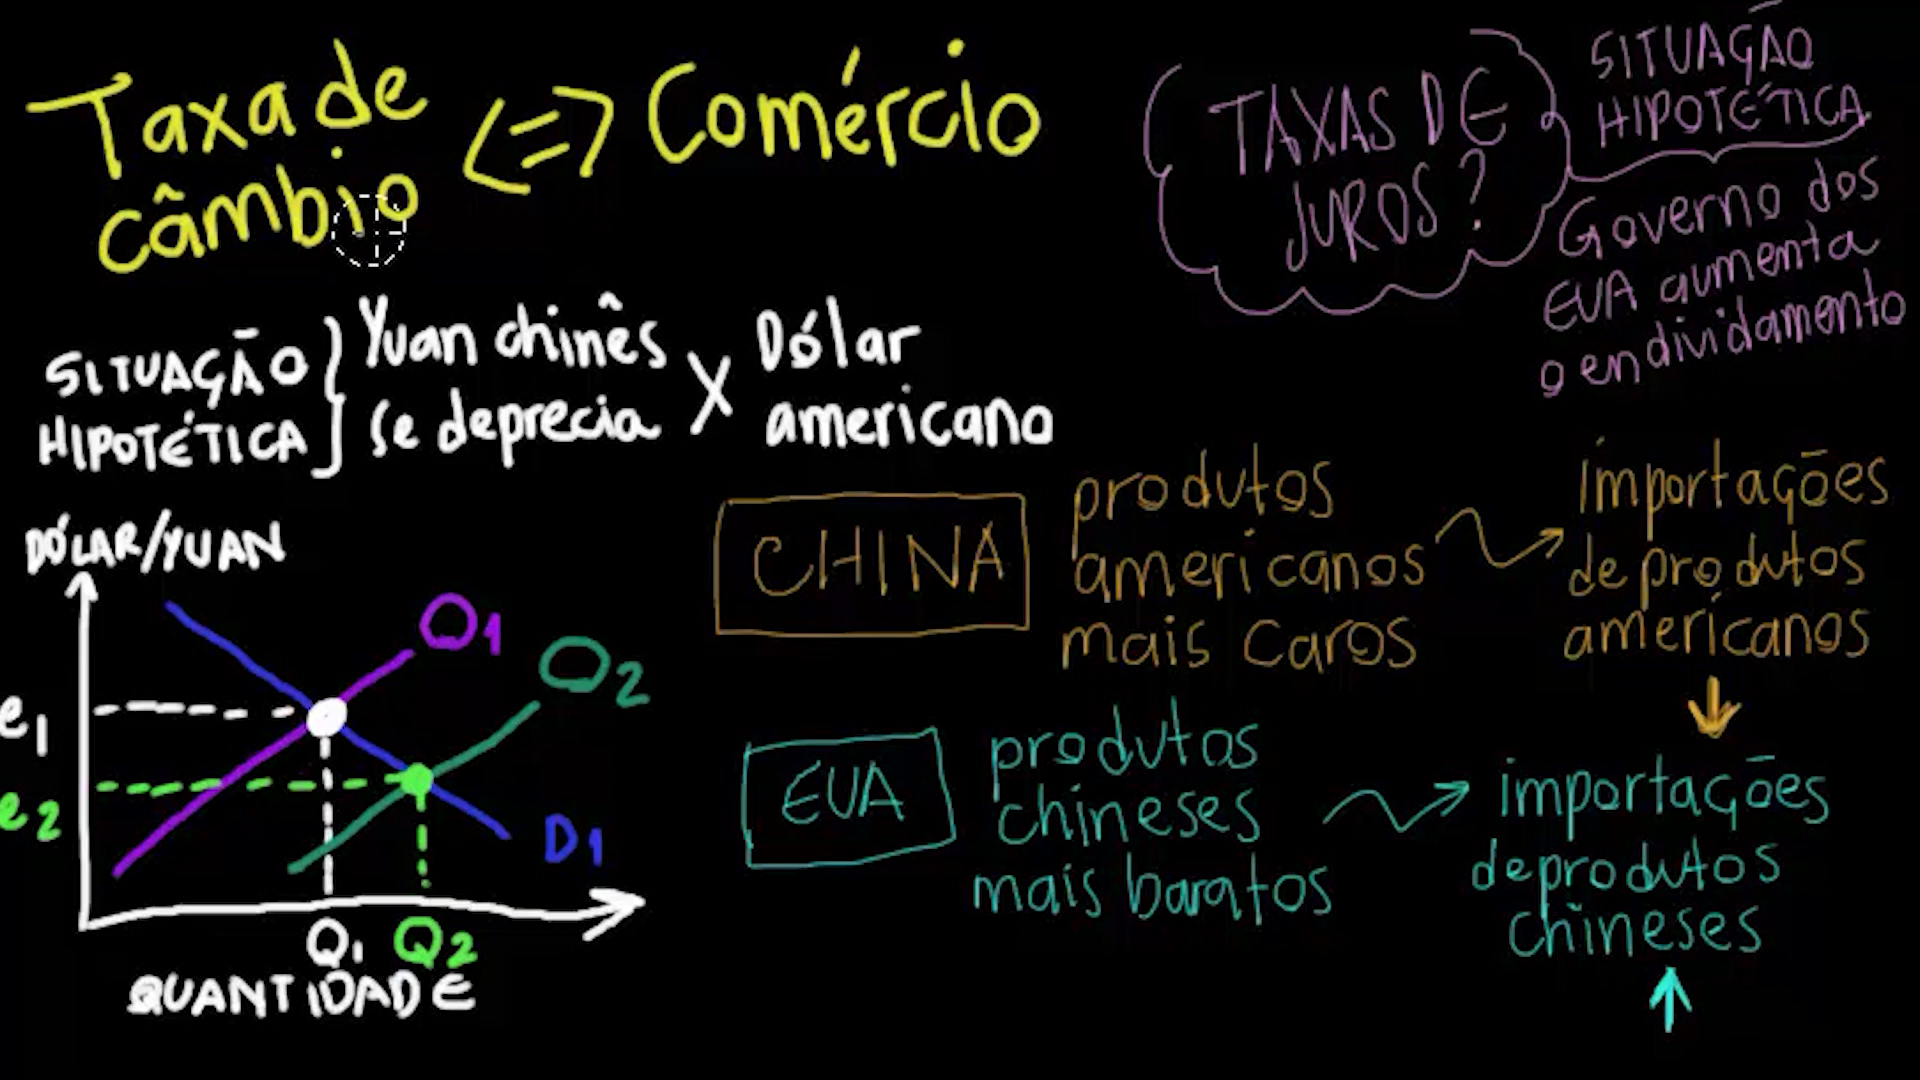 Taxa de
câmbio
<=> Comércio
TAXAS DE
JUROS?
SITUAÇÃO
HIPOTÉTICA
Governo dos
EUA aumenta
o endividamento
SITUAÇÃO
HIPOTÉTICA
Yuan chinês
se deprecia
X
Dólar
americano
DÓLAR/YUAN
O1
O2
e1
e2
D1
Q1 Q2
QUANTIDADE
CHINA
produtos
americanos
mais caros
importações
de produtos
americanos
EUA
produtos
chineses
mais baratos
importações
de produtos
chineses